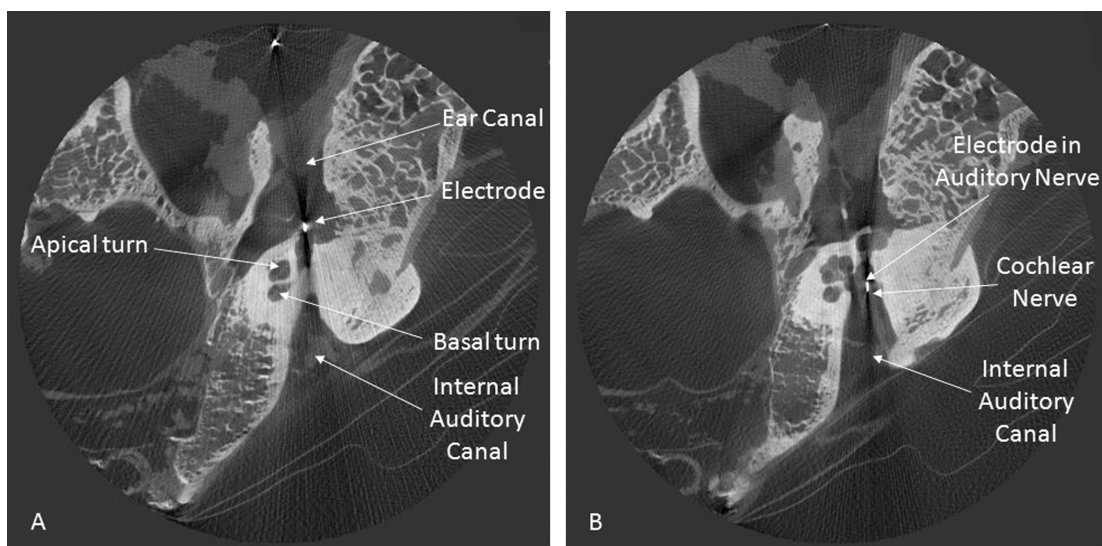 Ear Canal
Electrode
Apical turn
Basal turn
Internal
Auditory
Canal
A
Electrode in
Auditory Nerve
Cochlear
Nerve
Internal
Auditory
Canal
B